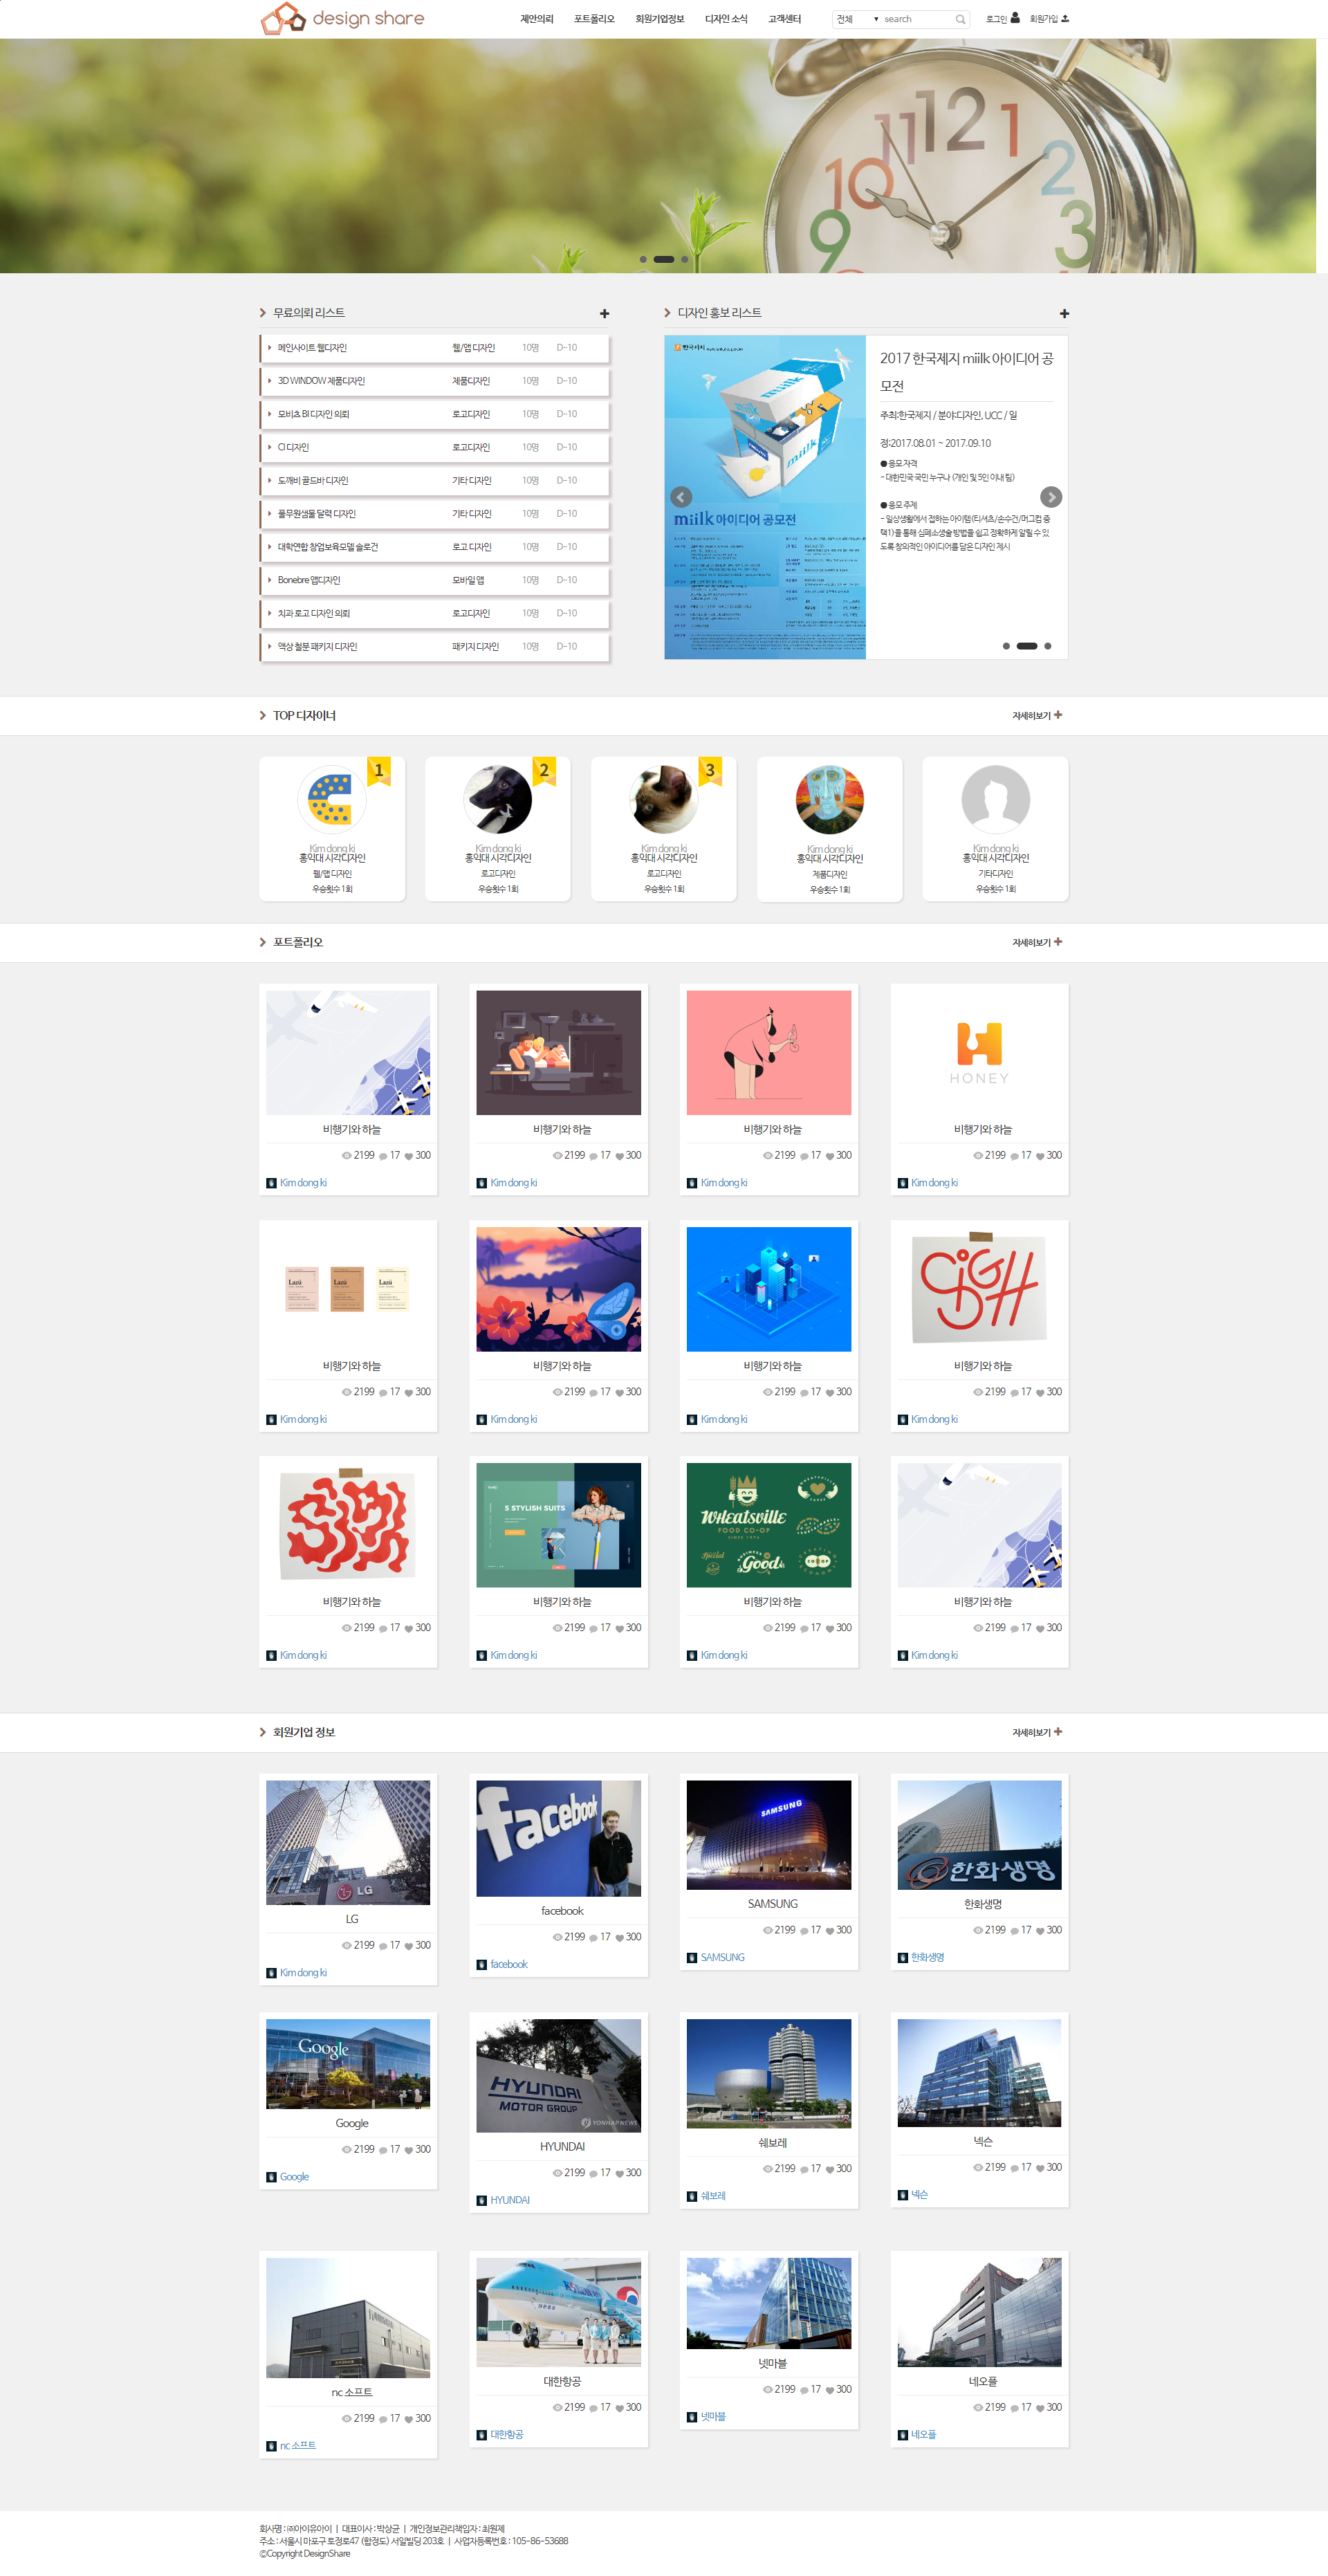 design share
제안의뢰 포트폴리오 회원기업정보 디자인 소식 고객센터 전체 ▼ search 로그인 회원가입
11 12 1
10 2
9 3
무료의뢰 리스트
메인사이트 웹디자인 웹/앱 디자인 10명 D-10
3D WINDOW 제품디자인 제품디자인 10명 D-10
모비츠 BI 디자인 의뢰 로고디자인 10명 D-10
CI 디자인 로고디자인 10명 D-10
도깨비 골드바 디자인 기타 디자인 10명 D-10
풀무원샘물 달력 디자인 기타 디자인 10명 D-10
대학연합 창업보육모델 슬로건 로고 디자인 10명 D-10
Bonebre 앱디자인 모바일 앱 10명 D-10
치과 로고 디자인 의뢰 로고디자인 10명 D-10
액상 철분 패키지 디자인 패키지 디자인 10명 D-10
디자인 홍보 리스트
한국제지
miilk
miilk
miilk 아이디어 공모전
2017 한국제지 miilk 아이디어 공
모전
주최:한국제지 / 분야:디자인, UCC / 일
정:2017.08.01 ~ 2017.09.10
● 응모 자격
- 대한민국 국민 누구나 (개인 및 5인 이내 팀)
● 응모 주제
- 일상생활에서 접하는 아이템(티셔츠/손수건/머그컵 중
택1)을 통해 심폐소생술 방법을 쉽고 정확하게 알릴 수 있
도록 창의적인 아이디어를 담은 디자인 제시
TOP 디자이너 자세히보기
1 2 3
Kim dong ki Kim dong ki Kim dong ki Kim dong ki Kim dong ki
홍익대 시각디자인 홍익대 시각디자인 홍익대 시각디자인 홍익대 시각디자인 홍익대 시각디자인
웹/앱 디자인 로고디자인 로고디자인 제품디자인 기타디자인
우승횟수 1회 우승횟수 1회 우승횟수 1회 우승횟수 1회 우승횟수 1회
포트폴리오 자세히보기
HONEY
비행기와 하늘 비행기와 하늘 비행기와 하늘 비행기와 하늘
2199 17 300 2199 17 300 2199 17 300 2199 17 300
Kim dong ki Kim dong ki Kim dong ki Kim dong ki
Lazú Lazú Lazú
SIGH
비행기와 하늘 비행기와 하늘 비행기와 하늘 비행기와 하늘
2199 17 300 2199 17 300 2199 17 300 2199 17 300
Kim dong ki Kim dong ki Kim dong ki Kim dong ki
5 STYLISH SUITS
WHEATSVILLE
Wheatsville
FOOD CO-OP
SINCE 1976
Special
Good
비행기와 하늘 비행기와 하늘 비행기와 하늘 비행기와 하늘
2199 17 300 2199 17 300 2199 17 300 2199 17 300
Kim dong ki Kim dong ki Kim dong ki Kim dong ki
회원기업 정보 자세히보기
LG facebook SAMSUNG 한화생명
LG facebook SAMSUNG 한화생명
2199 17 300 2199 17 300 2199 17 300 2199 17 300
Kim dong ki facebook SAMSUNG 한화생명
Google
HYUNDAI
MOTOR GROUP
YONHAPNEWS
Google HYUNDAI 쉐보레 넥슨
2199 17 300 2199 17 300 2199 17 300 2199 17 300
Google HYUNDAI 쉐보레 넥슨
nc 소프트 대한항공 넷마블 네오플
2199 17 300 2199 17 300 2199 17 300 2199 17 300
nc 소프트 대한항공 넷마블 네오플
회사명 : ㈜아이유아이 | 대표이사 : 박상균 | 개인정보관리책임자 : 최원제
주소 : 서울시 마포구 토정로47 (합정도) 서일빌딩 203호 | 사업자등록번호 : 105-86-53688
©Copyright DesignShare